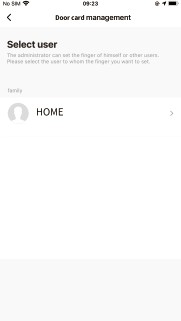 No SIM 09:23
Door card management
Select user
The administrator can set the finger of himself or other users.
Please select the user to whom the finger you want to set.
family
HOME